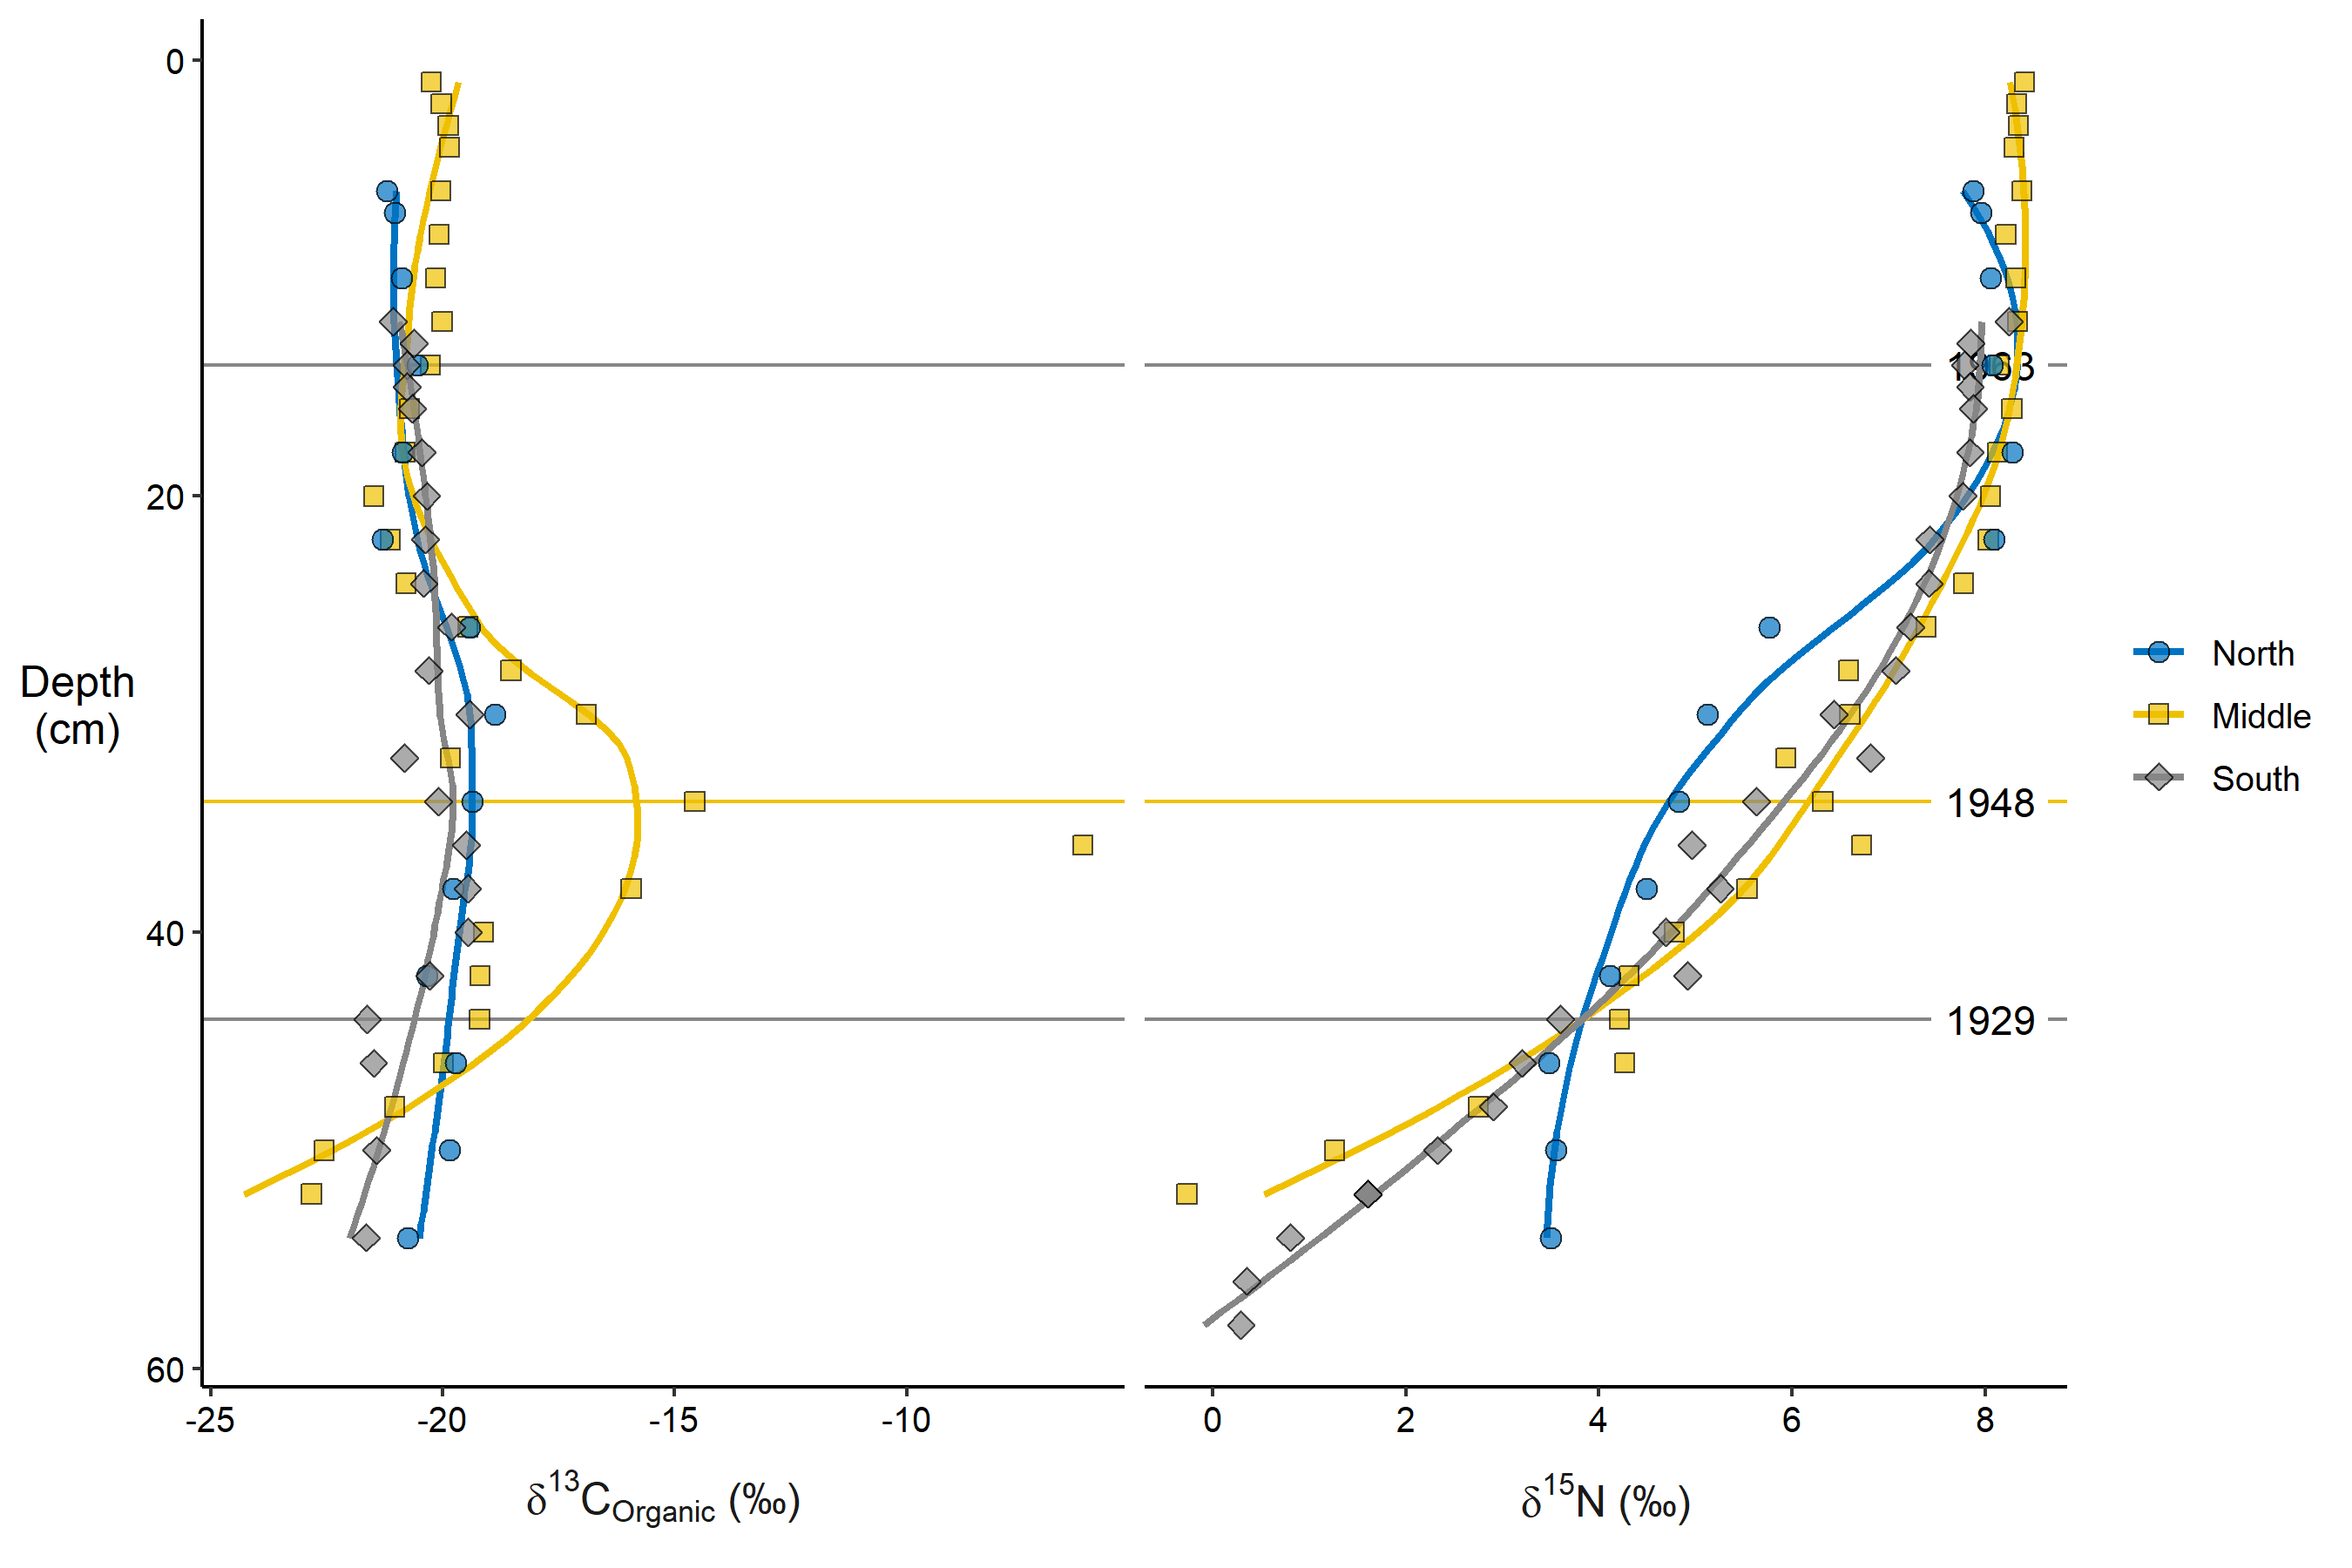 0
20
40
60
Depth
(cm)
-25 -20 -15 -10
0 2 4 6 8
δ¹³C_Organic (‰)
δ¹⁵N (‰)
1948
1929
North
Middle
South